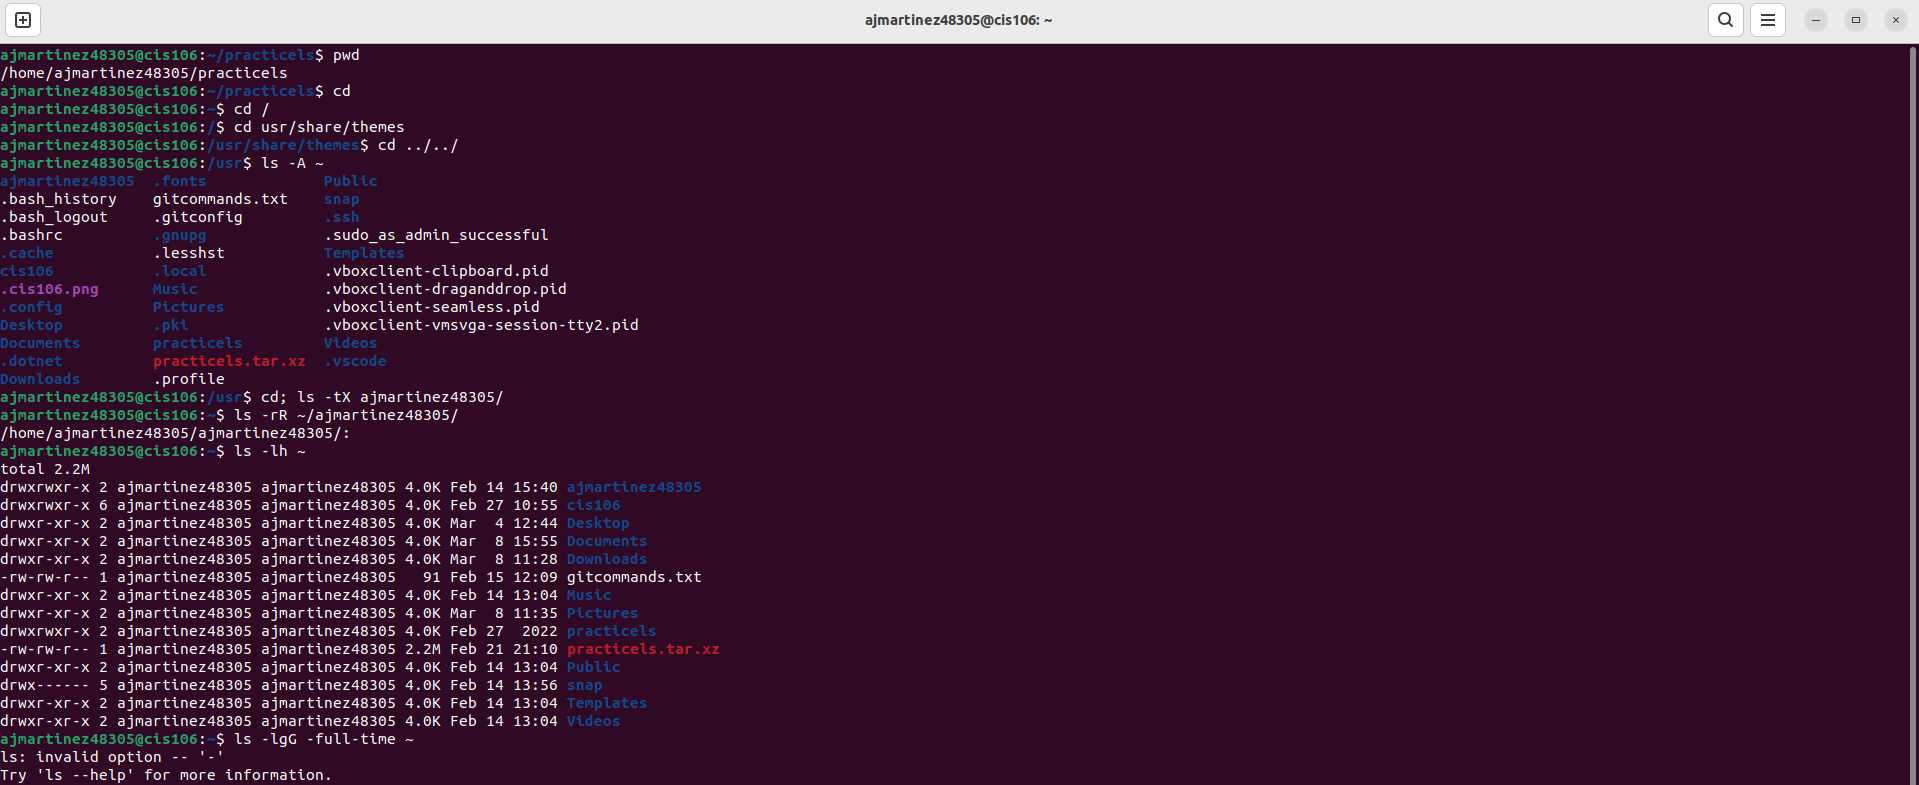 ajmartinez48305@cis106: ~
ajmartinez48305@cis106:~/practicels$ pwd
/home/ajmartinez48305/practicels
ajmartinez48305@cis106:~/practicels$ cd
ajmartinez48305@cis106:~$ cd /
ajmartinez48305@cis106:/$ cd usr/share/themes
ajmartinez48305@cis106:/usr/share/themes$ cd ../../
ajmartinez48305@cis106:/usr$ ls -A ~
ajmartinez48305  .fonts             Public
.bash_history    gitcommands.txt    snap
.bash_logout     .gitconfig         .ssh
.bashrc          .gnupg             .sudo_as_admin_successful
.cache           .lesshst           Templates
cis106           .local             .vboxclient-clipboard.pid
.cis106.png      Music              .vboxclient-draganddrop.pid
.config          Pictures           .vboxclient-seamless.pid
Desktop          .pki               .vboxclient-vmsvga-session-tty2.pid
Documents        practicels         Videos
.dotnet          practicels.tar.xz  .vscode
Downloads        .profile
ajmartinez48305@cis106:/usr$ cd; ls -tX ajmartinez48305/
ajmartinez48305@cis106:~$ ls -rR ~/ajmartinez48305/
/home/ajmartinez48305/ajmartinez48305/:
ajmartinez48305@cis106:~$ ls -lh ~
total 2.2M
drwxrwxr-x 2 ajmartinez48305 ajmartinez48305 4.0K Feb 14 15:40 ajmartinez48305
drwxrwxr-x 6 ajmartinez48305 ajmartinez48305 4.0K Feb 27 10:55 cis106
drwxr-xr-x 2 ajmartinez48305 ajmartinez48305 4.0K Mar  4 12:44 Desktop
drwxr-xr-x 2 ajmartinez48305 ajmartinez48305 4.0K Mar  8 15:55 Documents
drwxr-xr-x 2 ajmartinez48305 ajmartinez48305 4.0K Mar  8 11:28 Downloads
-rw-rw-r-- 1 ajmartinez48305 ajmartinez48305   91 Feb 15 12:09 gitcommands.txt
drwxr-xr-x 2 ajmartinez48305 ajmartinez48305 4.0K Feb 14 13:04 Music
drwxr-xr-x 2 ajmartinez48305 ajmartinez48305 4.0K Mar  8 11:35 Pictures
drwxrwxr-x 2 ajmartinez48305 ajmartinez48305 4.0K Feb 27  2022 practicels
-rw-rw-r-- 1 ajmartinez48305 ajmartinez48305 2.2M Feb 21 21:10 practicels.tar.xz
drwxr-xr-x 2 ajmartinez48305 ajmartinez48305 4.0K Feb 14 13:04 Public
drwx------ 5 ajmartinez48305 ajmartinez48305 4.0K Feb 14 13:56 snap
drwxr-xr-x 2 ajmartinez48305 ajmartinez48305 4.0K Feb 14 13:04 Templates
drwxr-xr-x 2 ajmartinez48305 ajmartinez48305 4.0K Feb 14 13:04 Videos
ajmartinez48305@cis106:~$ ls -lgG -full-time ~
ls: invalid option -- '-'
Try 'ls --help' for more information.